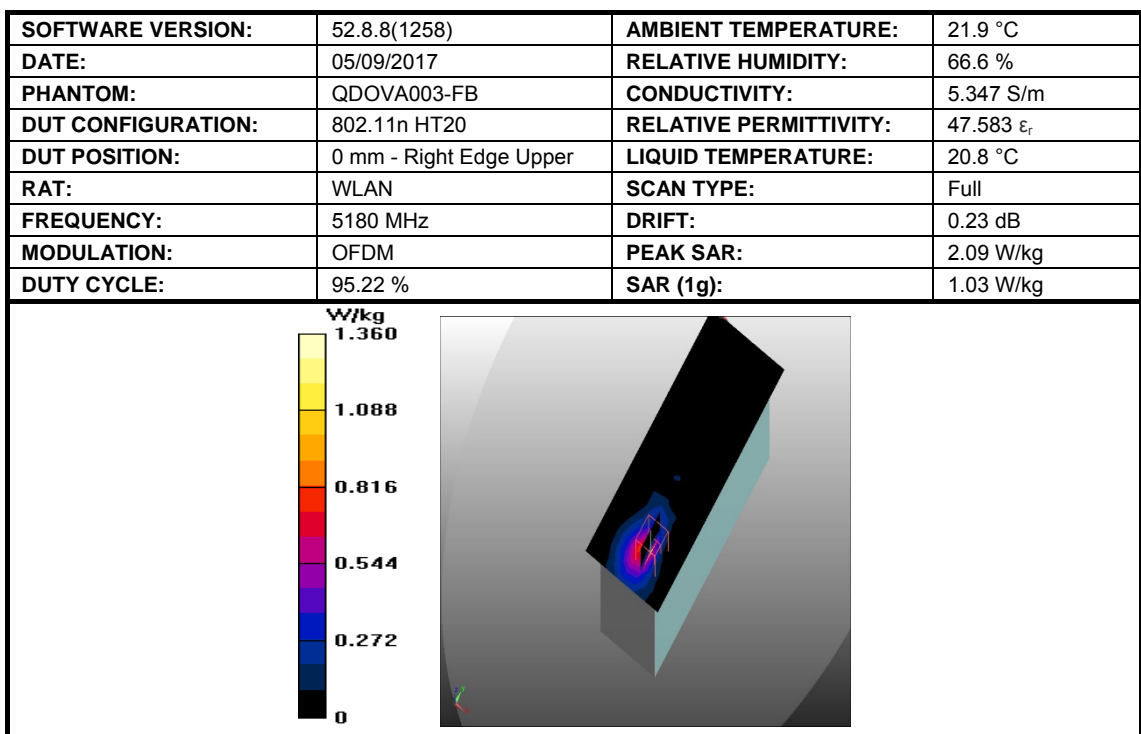 SOFTWARE VERSION: 52.8.8(1258) AMBIENT TEMPERATURE: 21.9 °C
DATE: 05/09/2017 RELATIVE HUMIDITY: 66.6 %
PHANTOM: QDOVA003-FB CONDUCTIVITY: 5.347 S/m
DUT CONFIGURATION: 802.11n HT20 RELATIVE PERMITTIVITY: 47.583 εr
DUT POSITION: 0 mm - Right Edge Upper LIQUID TEMPERATURE: 20.8 °C
RAT: WLAN SCAN TYPE: Full
FREQUENCY: 5180 MHz DRIFT: 0.23 dB
MODULATION: OFDM PEAK SAR: 2.09 W/kg
DUTY CYCLE: 95.22 % SAR (1g): 1.03 W/kg
W/kg
1.360
1.088
0.816
0.544
0.272
0